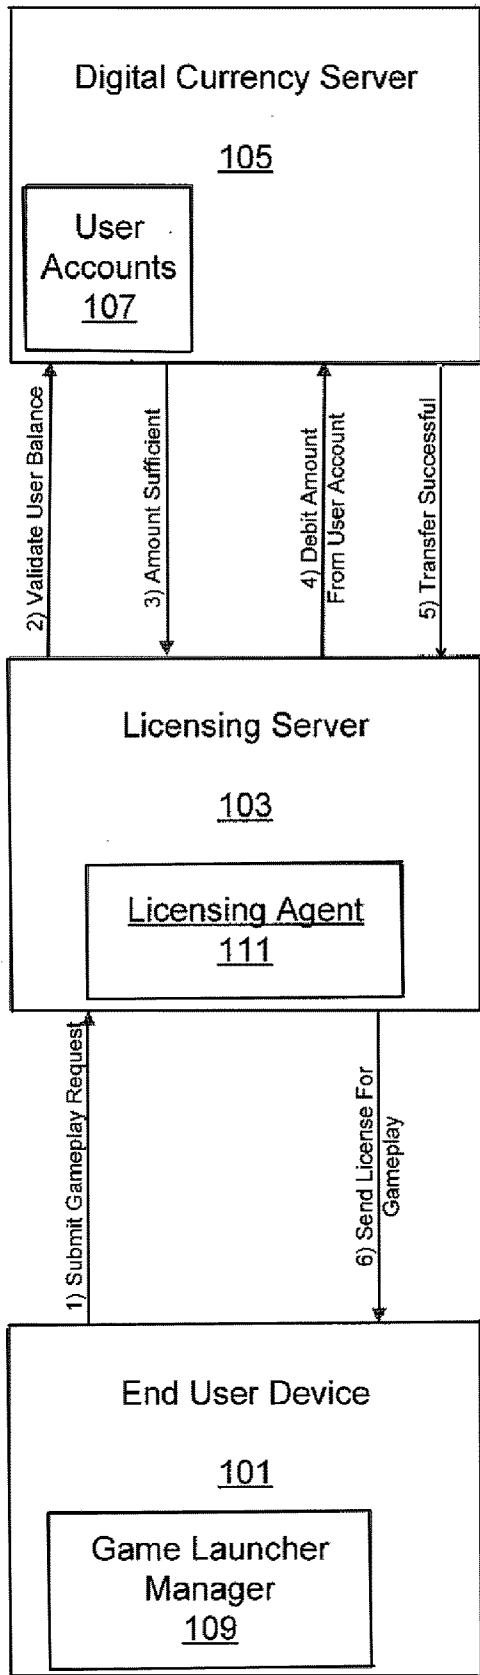 Digital Currency Server
105
User
Accounts
107
2) Validate User Balance
3) Amount Sufficient
4) Debit Amount
From User Account
5) Transfer Successful
Licensing Server
103
Licensing Agent
111
1) Submit Gameplay Request
6) Send License For
Gameplay
End User Device
101
Game Launcher
Manager
109